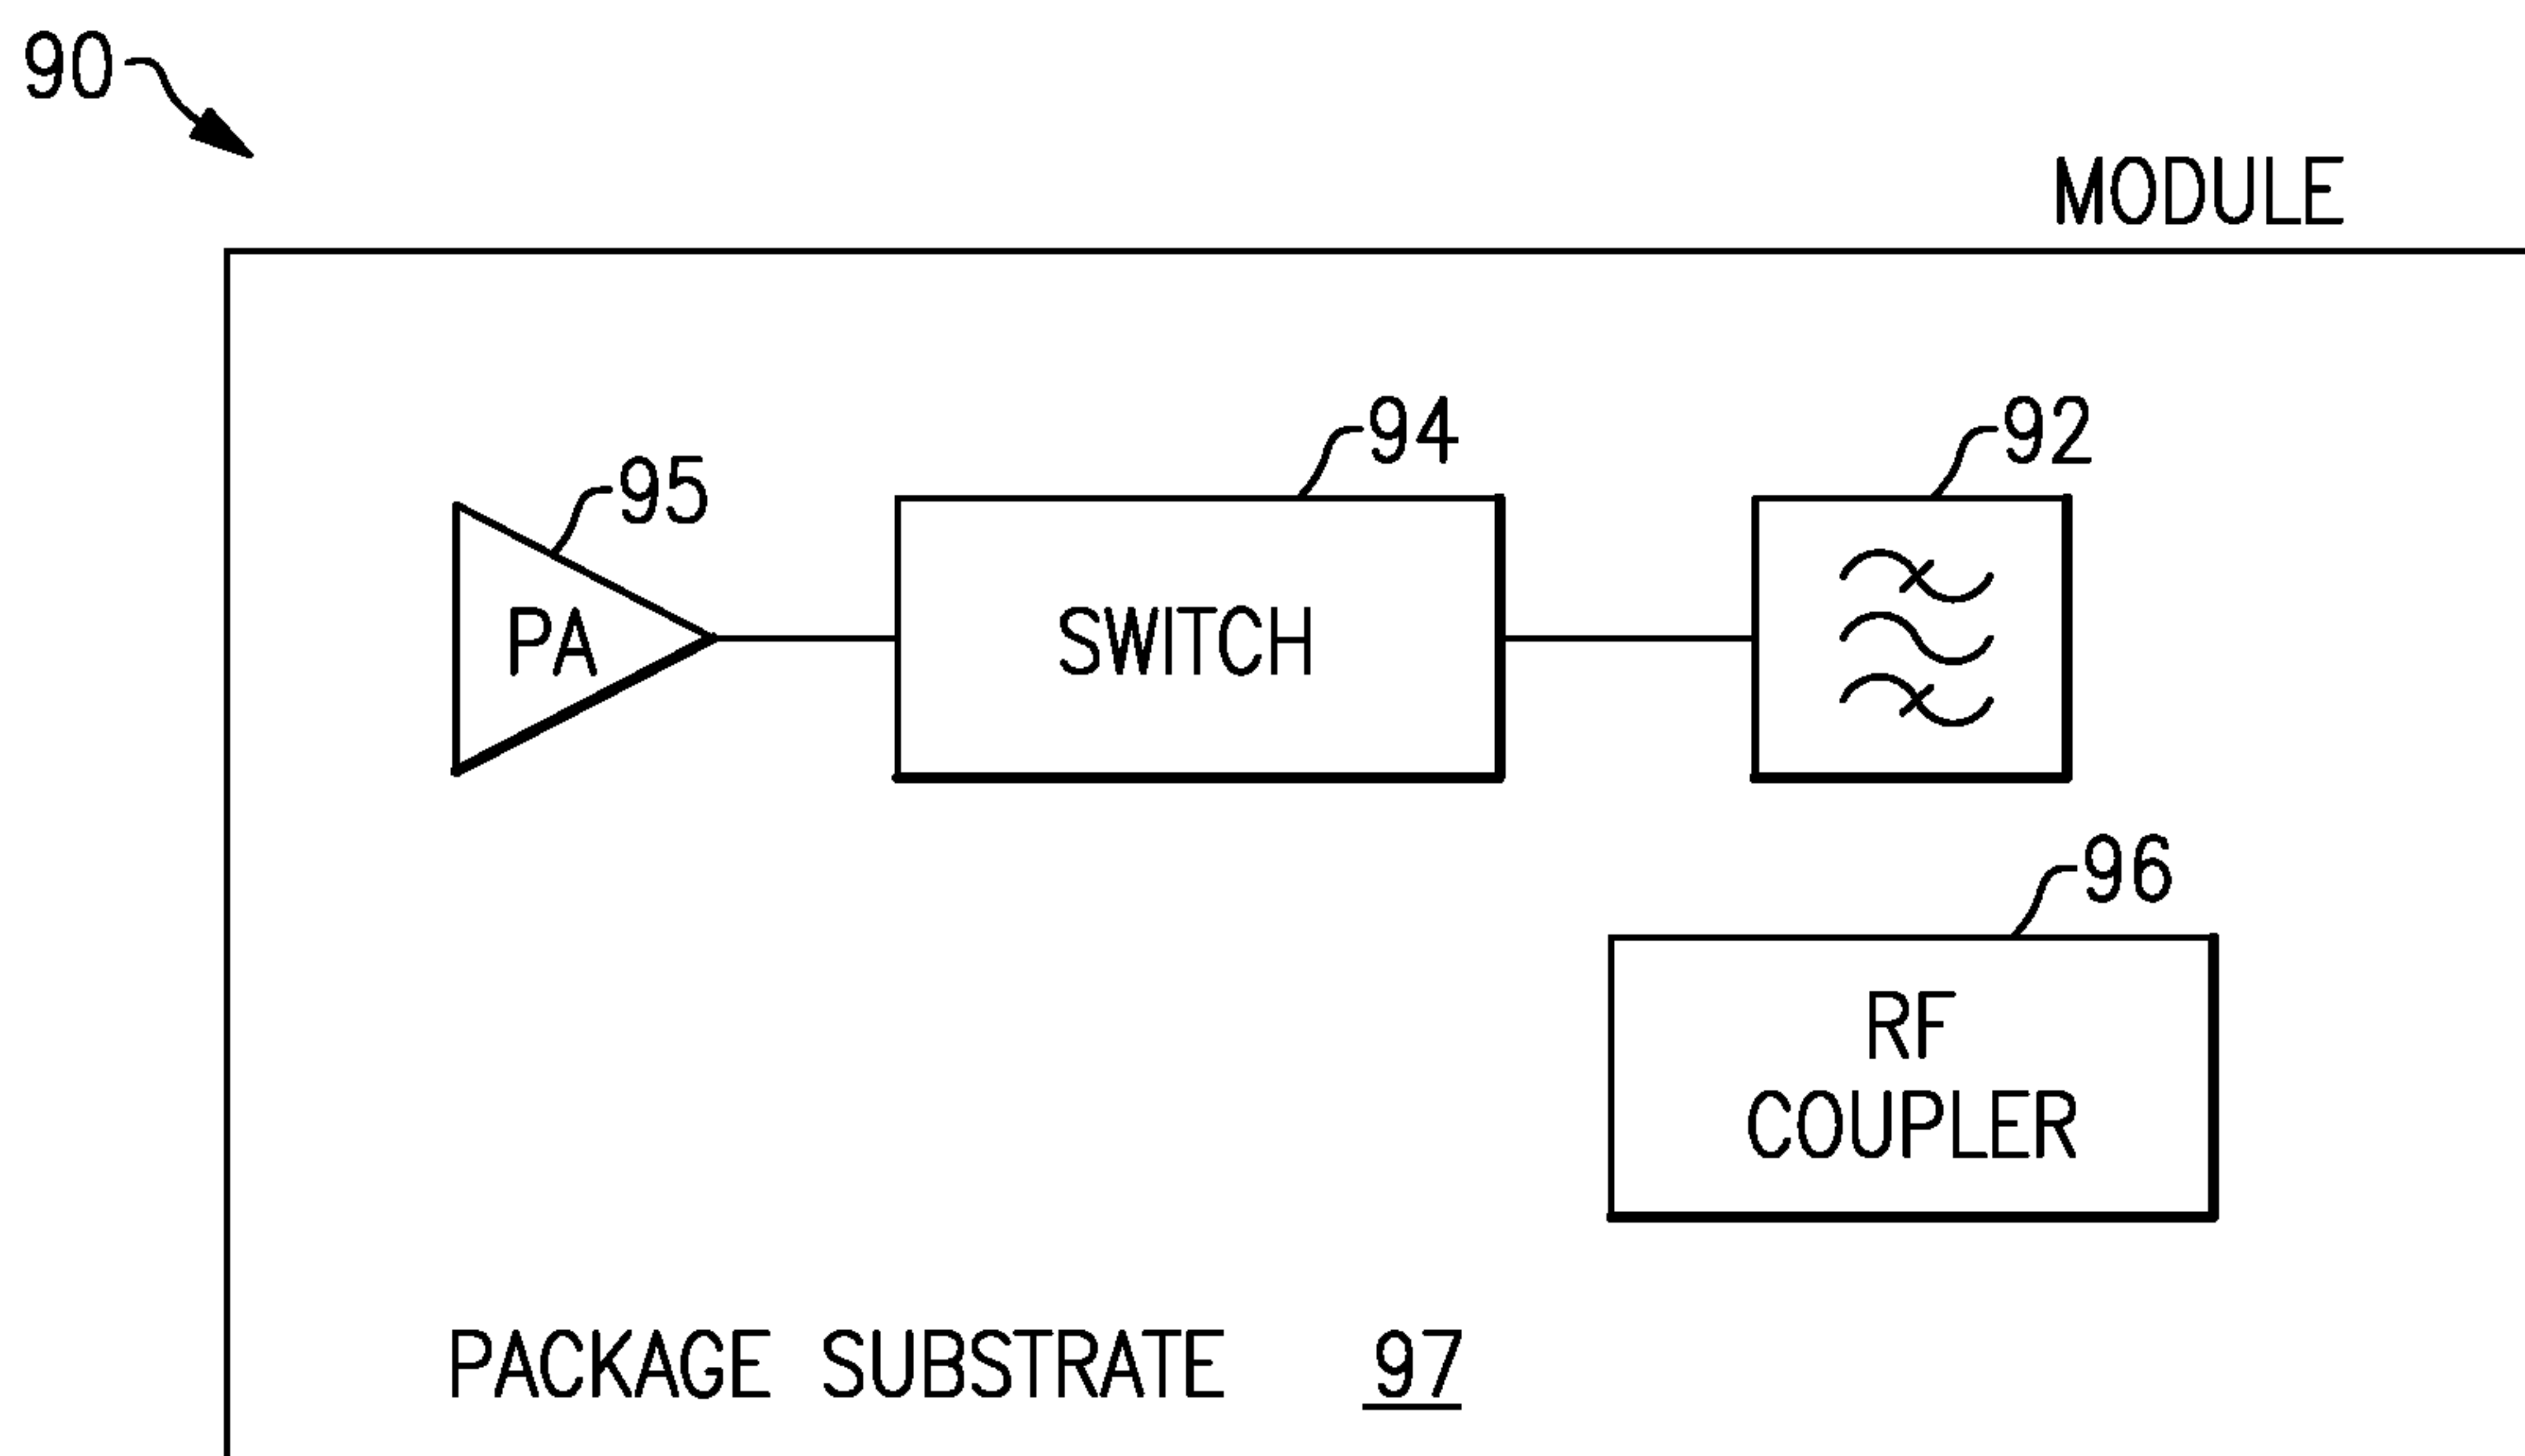 90
MODULE
94
92
95
PA
SWITCH
96
RF
COUPLER
PACKAGE SUBSTRATE 97